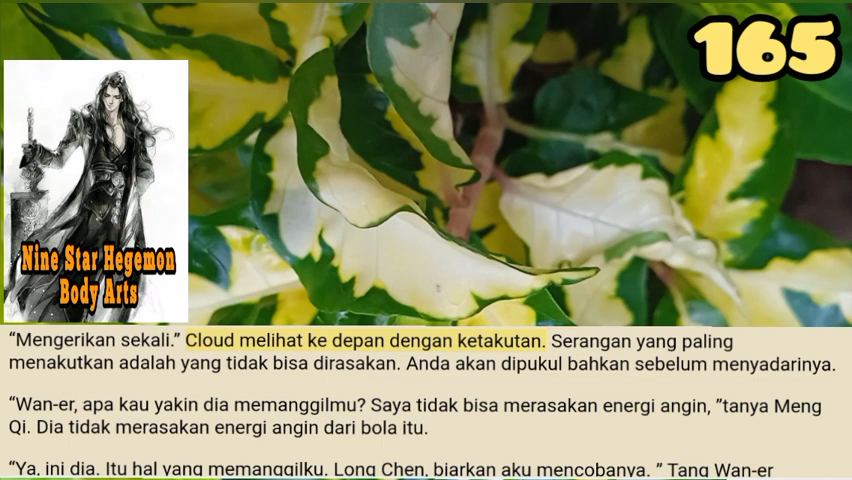 165
Nine Star Hegemon
Body Arts
“Mengerikan sekali.” Cloud melihat ke depan dengan ketakutan. Serangan yang paling
menakutkan adalah yang tidak bisa dirasakan. Anda akan dipukul bahkan sebelum menyadarinya.
“Wan-er, apa kau yakin dia memanggilmu? Saya tidak bisa merasakan energi angin, ”tanya Meng
Qi. Dia tidak merasakan energi angin dari bola itu.
“Ya, ini dia. Itu hal yang memanggilku. Long Chen, biarkan aku mencobanya. ” Tang Wan-er